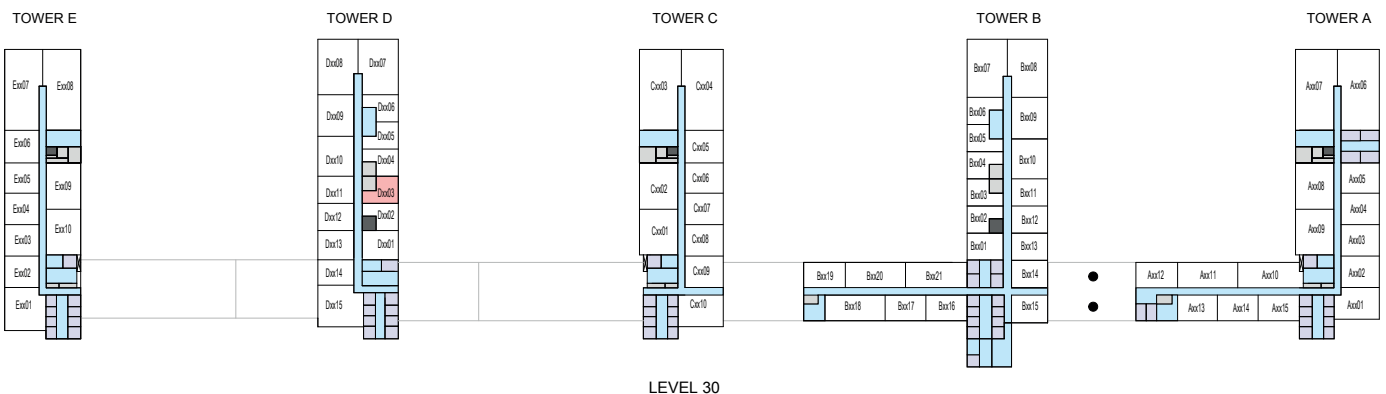 TOWER E
TOWER D
TOWER C
TOWER B
TOWER A
Exx07
Exx08
Exx06
Exx05
Exx09
Exx04
Exx03
Exx10
Exx02
Exx01
Dxx08
Dxx07
Dxx09
Dxx06
Dxx05
Dxx10
Dxx04
Dxx11
Dxx03
Dxx12
Dxx02
Dxx13
Dxx01
Dxx14
Dxx15
Cxx03
Cxx04
Cxx05
Cxx02
Cxx06
Cxx07
Cxx01
Cxx08
Cxx09
Cxx10
Bxx07
Bxx08
Bxx06
Bxx09
Bxx05
Bxx04
Bxx10
Bxx03
Bxx11
Bxx02
Bxx12
Bxx01
Bxx13
Bxx19
Bxx20
Bxx21
Bxx14
Bxx18
Bxx17
Bxx16
Bxx15
Axx07
Axx06
Axx08
Axx05
Axx04
Axx09
Axx03
Axx12
Axx11
Axx10
Axx02
Axx13
Axx14
Axx15
Axx01
LEVEL 30